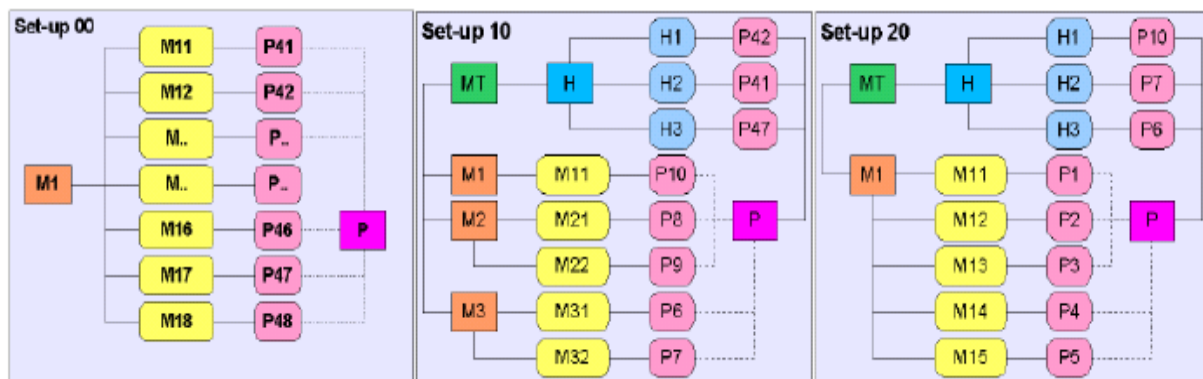 Set-up 00
M11 P41
M12 P42
M.. P..
M1 M.. P..
M16 P46 P
M17 P47
M18 P48
Set-up 10
H1 P42
MT H H2 P41
H3 P47
M1 M11 P10
M2 M21 P8 P
M22 P9
M3 M31 P6
M32 P7
Set-up 20
H1 P10
MT H H2 P7
H3 P6
M1 M11 P1
M12 P2 P
M13 P3
M14 P4
M15 P5